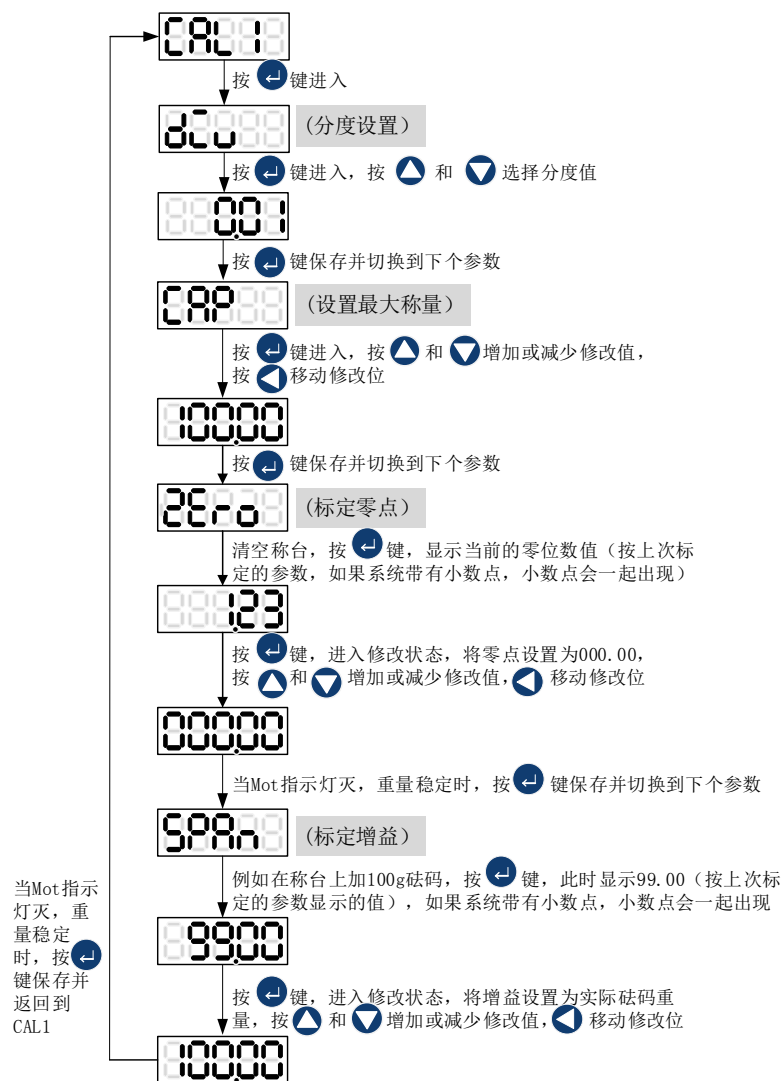 CAL1
按 键进入
div
(分度设置)
按 键进入，按 和 选择分度值
0.01
按 键保存并切换到下个参数
CAP
(设置最大称量)
按 键进入，按 和 增加或减少修改值，
按 移动修改位
100.00
按 键保存并切换到下个参数
ZEro
(标定零点)
清空称台，按 键，显示当前的零位数值（按上次标
定的参数，如果系统带有小数点，小数点会一起出现）
1.23
按 键，进入修改状态，将零点设置为000.00，
按 和 增加或减少修改值， 移动修改位
000.00
当Mot指示灯灭，重量稳定时，按 键保存并切换到下个参数
SPAn
(标定增益)
例如在称台上加100g砝码，按 键，此时显示99.00（按上次标
定的参数显示的值），如果系统带有小数点，小数点会一起出现
99.00
按 键，进入修改状态，将增益设置为实际砝码重
量，按 和 增加或减少修改值， 移动修改位
100.00
当Mot指示
灯灭，重
量稳定
时，按
键保存并
返回到
CAL1